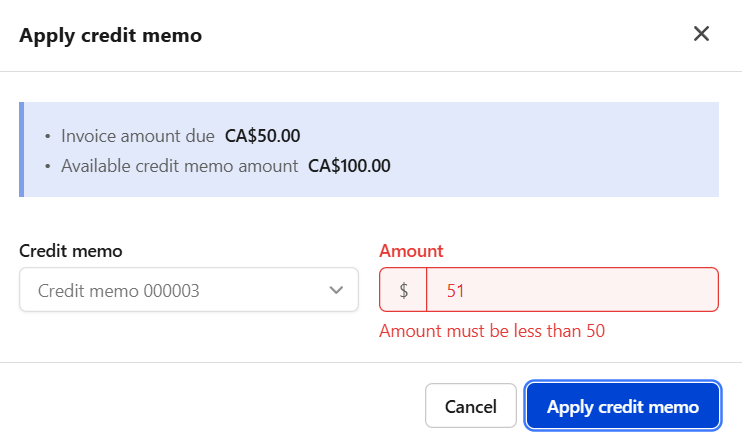 Apply credit memo
• Invoice amount due CA$50.00
• Available credit memo amount CA$100.00
Credit memo
Amount
Credit memo 000003
$ 51
Amount must be less than 50
Cancel
Apply credit memo